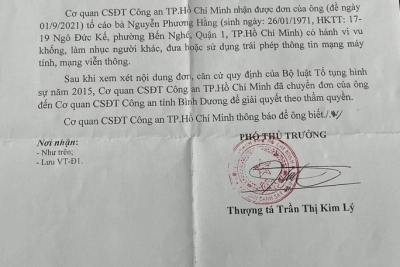 Cơ quan CSĐT Công an TP.Hồ Chí Minh nhận được đơn của ông (đề ngày
01/9/2021) tố cáo bà Nguyễn Phương Hằng (sinh ngày: 26/01/1971, HKTT: 17-
19 Ngô Đức Kế, phường Bến Nghé, Quận 1, TP.Hồ Chí Minh) có hành vi vu
khống, làm nhục người khác, đưa hoặc sử dụng trái phép thông tin mạng máy
tính, mạng viễn thông.
Sau khi xem xét nội dung đơn, căn cứ quy định của Bộ luật Tố tụng hình
sự năm 2015, Cơ quan CSĐT Công an TP.Hồ Chí Minh đã chuyển đơn của ông
đến Cơ quan CSĐT Công an tỉnh Bình Dương để giải quyết theo thẩm quyền.
Cơ quan CSĐT Công an TP.Hồ Chí Minh thông báo để ông biết./.
Nơi nhận:
- Như trên;
- Lưu VT-Đ1.
PHÓ THỦ TRƯỞNG
Thượng tá Trần Thị Kim Lý